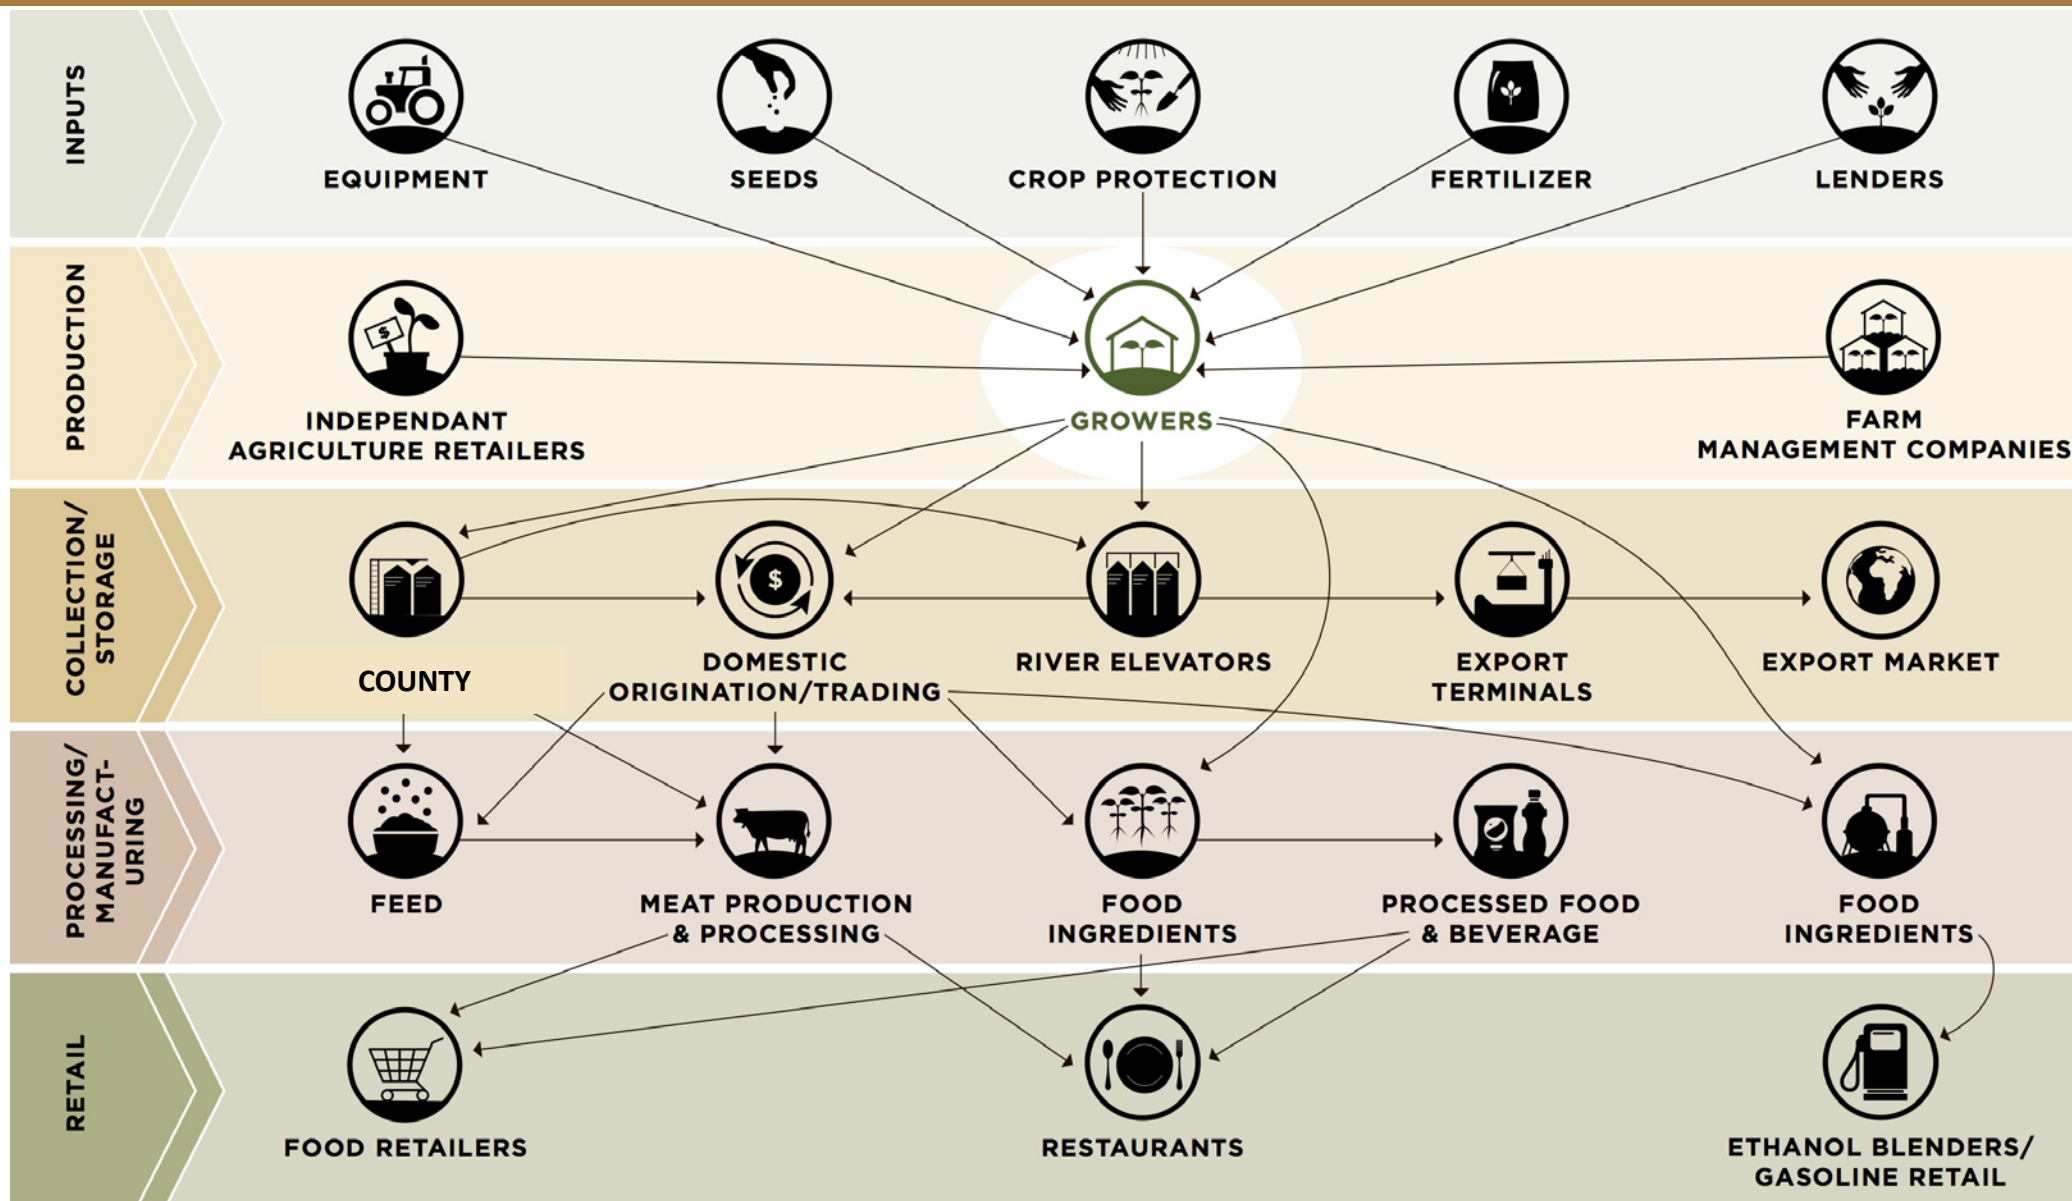 INPUTS
EQUIPMENT
SEEDS
CROP PROTECTION
FERTILIZER
LENDERS
PRODUCTION
$
INDEPENDANT
AGRICULTURE RETAILERS
GROWERS
FARM
MANAGEMENT COMPANIES
COLLECTION/
STORAGE
$
COUNTY
DOMESTIC
ORIGINATION/TRADING
RIVER ELEVATORS
EXPORT
TERMINALS
EXPORT MARKET
PROCESSING/
MANUFACT-
URING
FEED
MEAT PRODUCTION
& PROCESSING
FOOD
INGREDIENTS
PROCESSED FOOD
& BEVERAGE
FOOD
INGREDIENTS
RETAIL
FOOD RETAILERS
RESTAURANTS
ETHANOL BLENDERS/
GASOLINE RETAIL